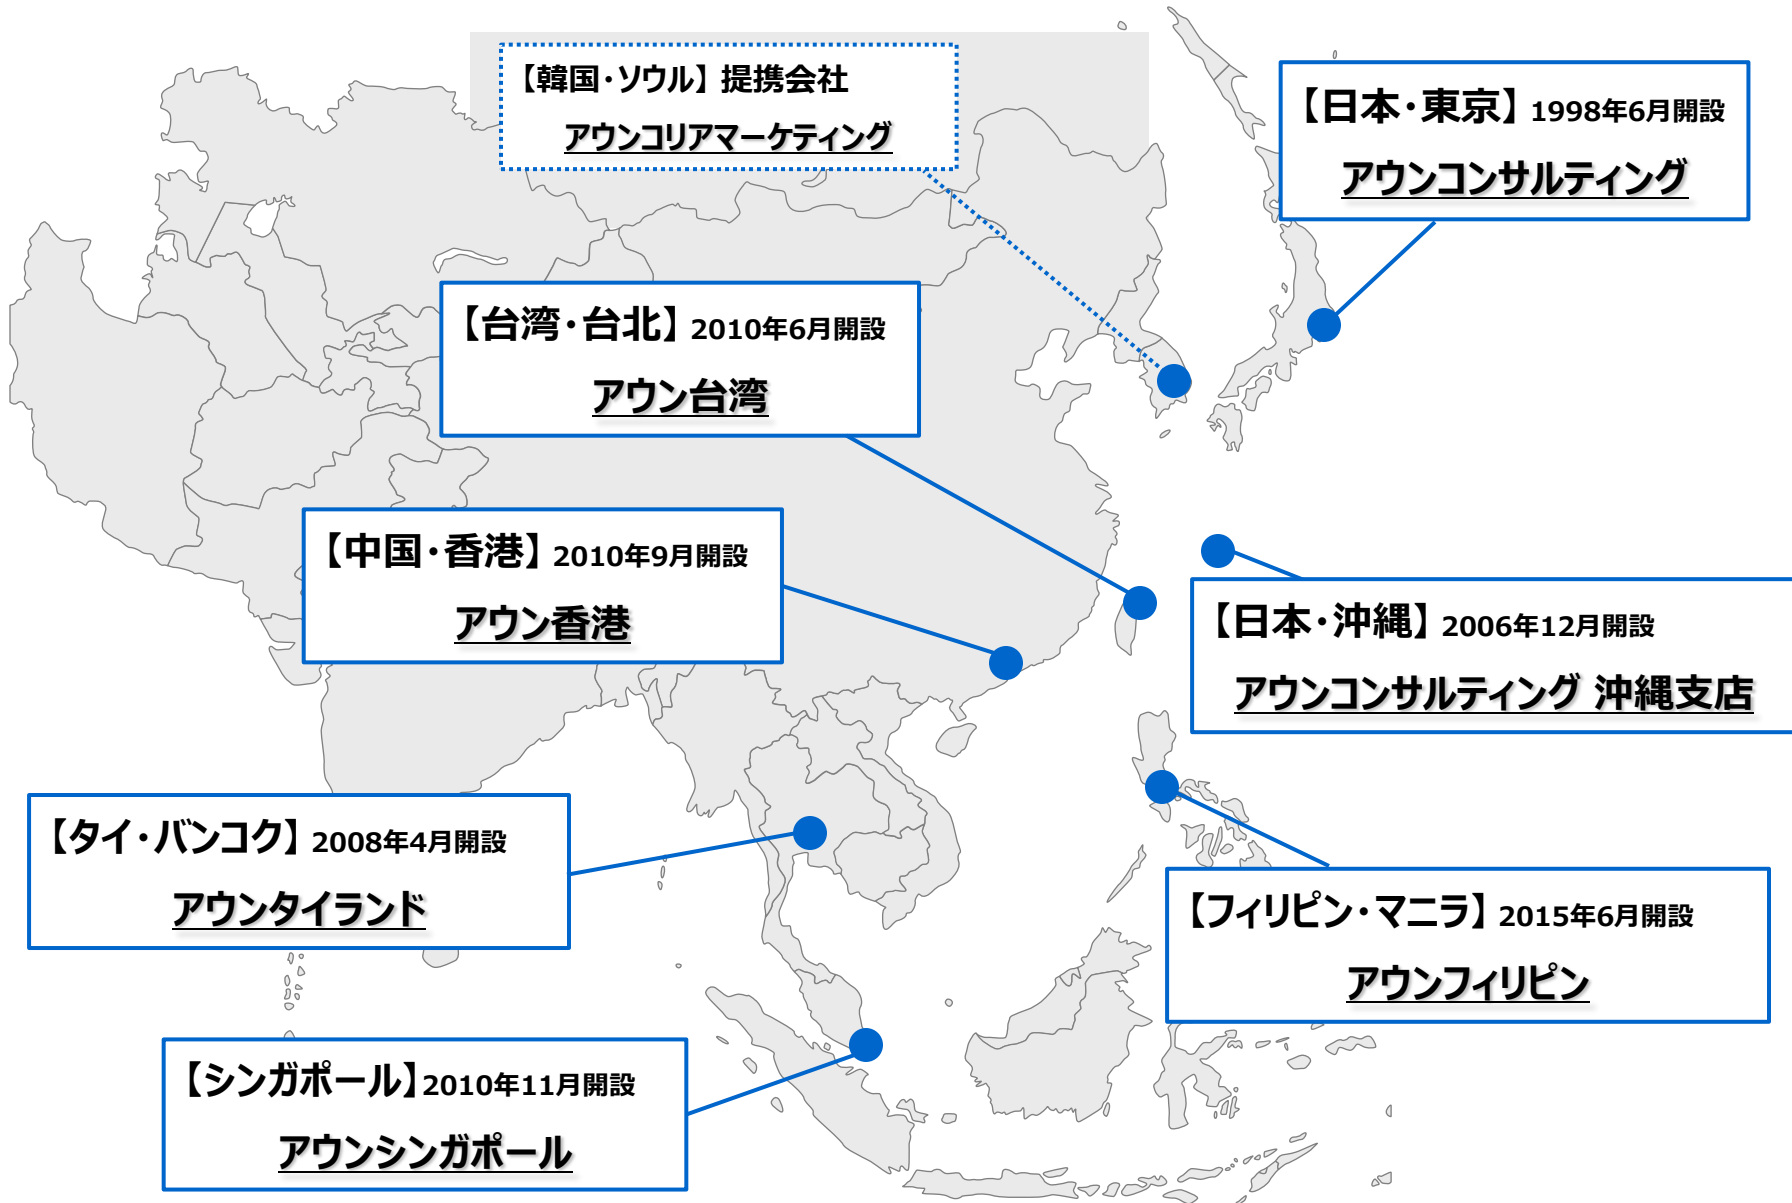 【韓国･ソウル】 提携会社
アウンコリアマーケティング
【日本･東京】 1998年6月開設
アウンコンサルティング
【台湾･台北】 2010年6月開設
アウン台湾
【中国･香港】 2010年9月開設
アウン香港
【日本･沖縄】 2006年12月開設
アウンコンサルティング 沖縄支店
【タイ･バンコク】 2008年4月開設
アウンタイランド
【フィリピン･マニラ】 2015年6月開設
アウンフィリピン
【シンガポール】2010年11月開設
アウンシンガポール